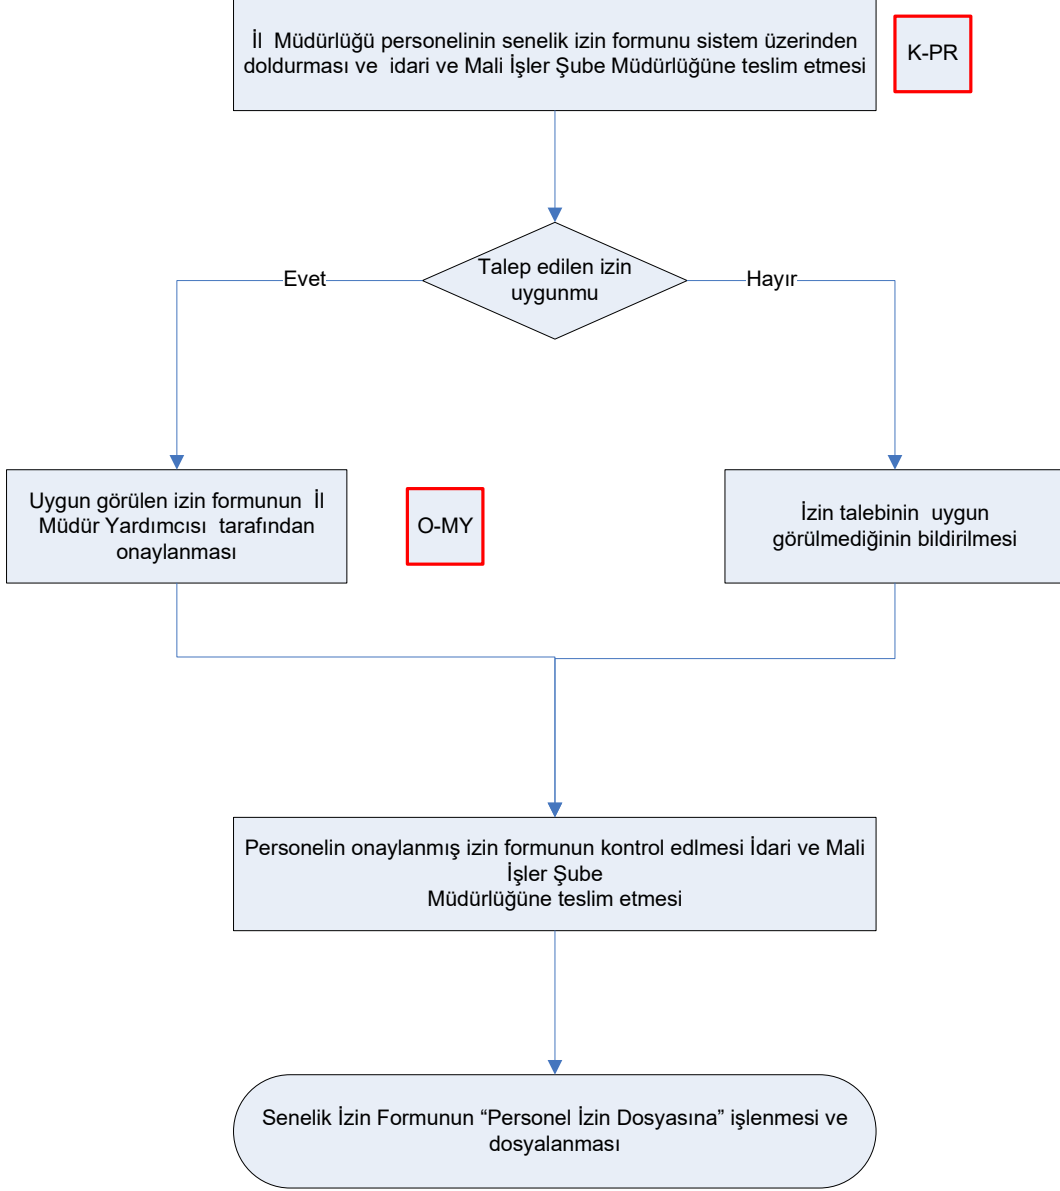 İl Müdürlüğü personelinin senelik izin formunu sistem üzerinden
doldurması ve idari ve Mali İşler Şube Müdürlüğüne teslim etmesi
K-PR
Talep edilen izin
uygunmu
Evet
Hayır
Uygun görülen izin formunun İl
Müdür Yardımcısı tarafından
onaylanması
O-MY
İzin talebinin uygun
görülmediğinin bildirilmesi
Personelin onaylanmış izin formunun kontrol edlmesi İdari ve Mali
İşler Şube
Müdürlüğüne teslim etmesi
Senelik İzin Formunun “Personel İzin Dosyasına” işlenmesi ve
dosyalanması